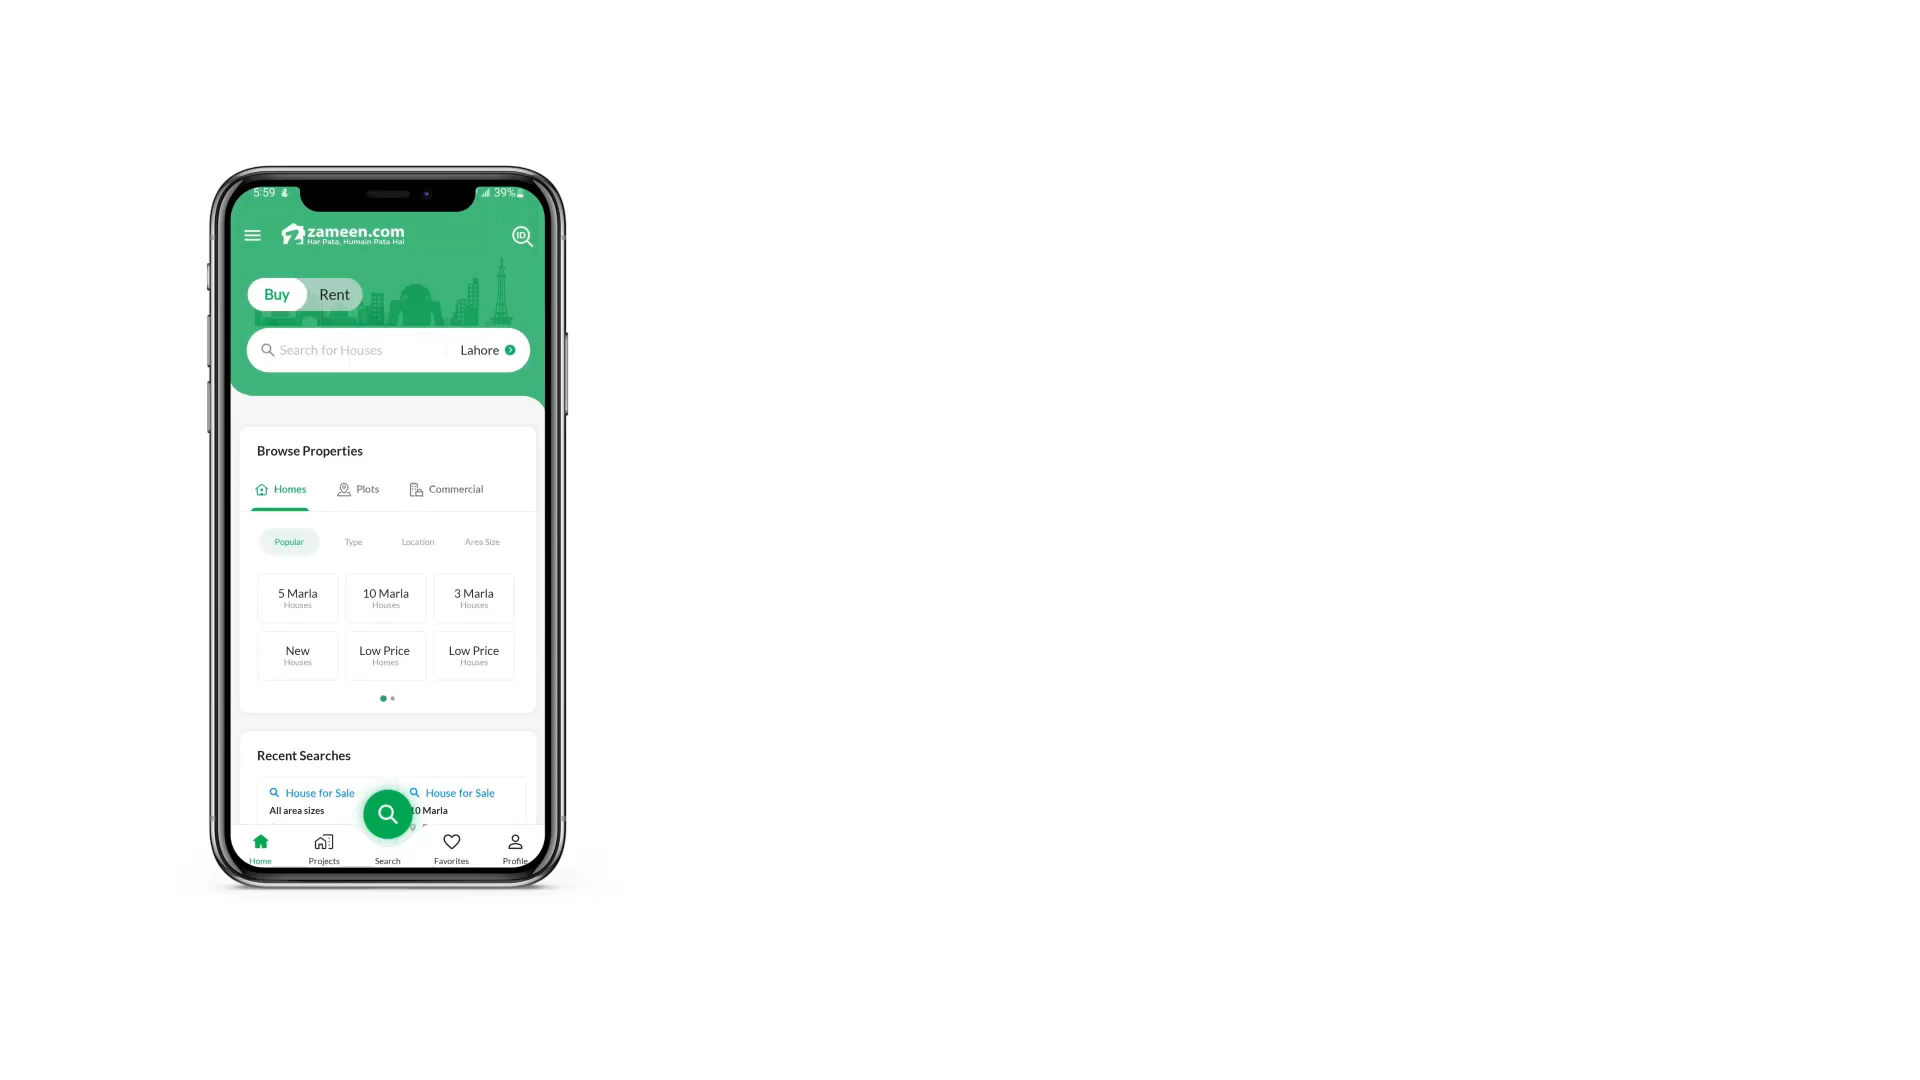 5:59
39%
zameen.com
Har Pata, Humain Pata Hai
ID
Buy Rent
Search for Houses Lahore
Browse Properties
Homes Plots Commercial
Popular Type Location Area Size
5 Marla 10 Marla 3 Marla
Houses Houses Houses
New Low Price Low Price
Houses Homes Houses
Recent Searches
House for Sale House for Sale
All area sizes 10 Marla
Home Projects Search Favorites Profile